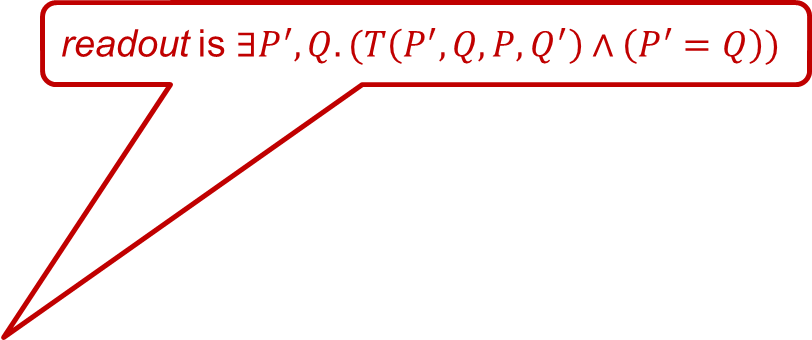 readout is ∃P′, Q. (T(P′, Q, P, Q′) ∧ (P′ = Q))